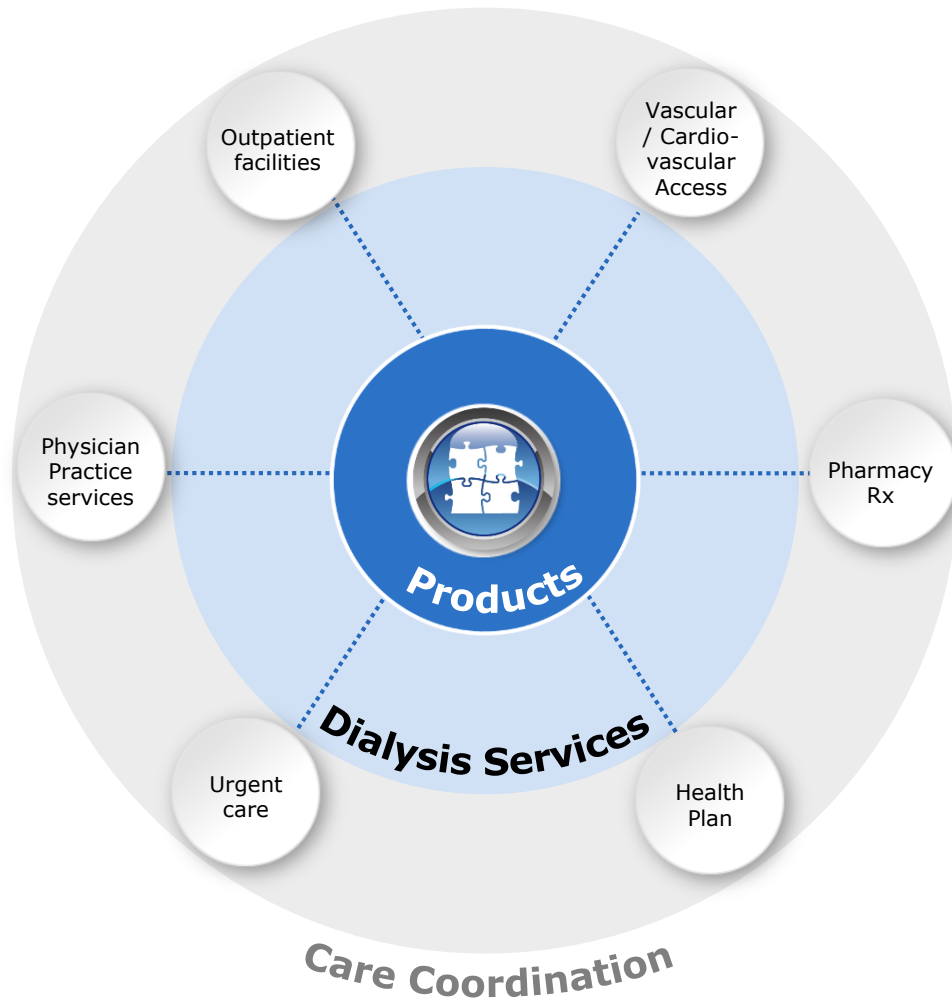 Outpatient
facilities
Vascular
/ Cardio-
vascular
Access
Physician
Practice
services
Pharmacy
Rx
Products
Dialysis Services
Urgent
care
Health
Plan
Care Coordination